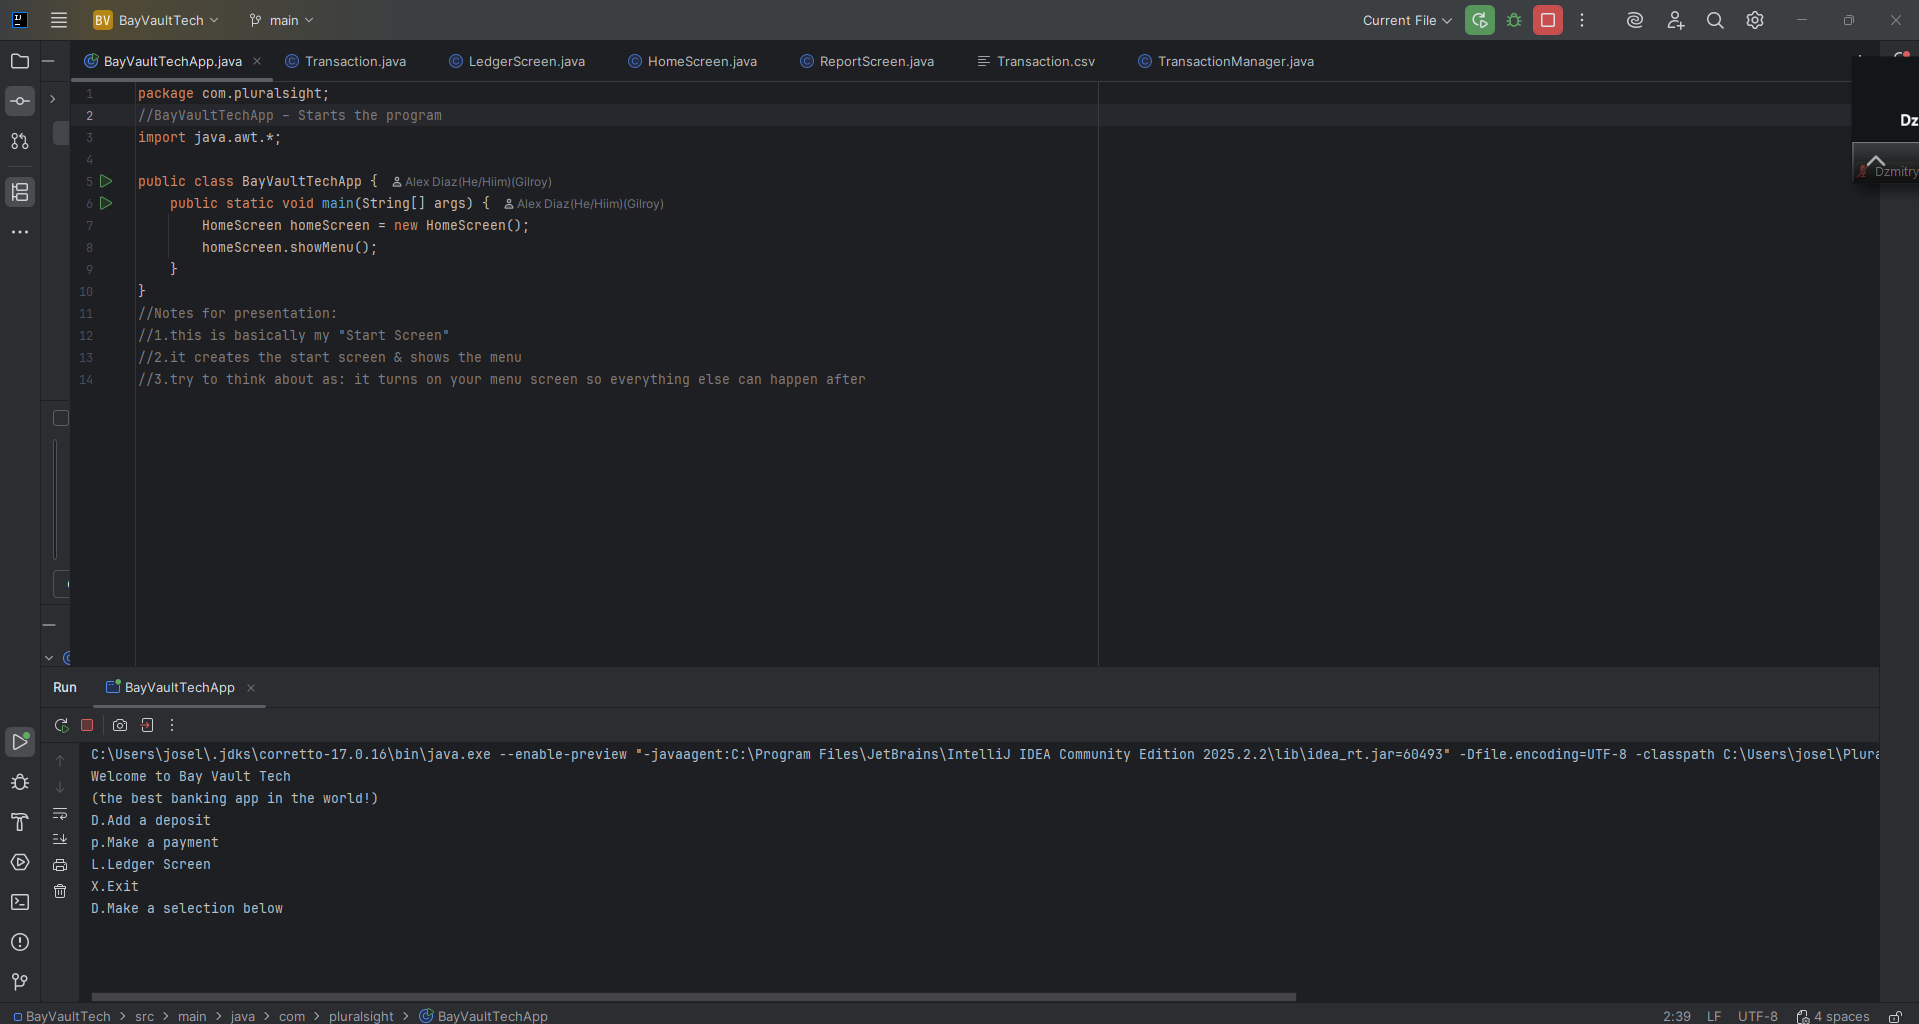 BV BayVaultTech main Current File
BayVaultTechApp.java Transaction.java LedgerScreen.java HomeScreen.java ReportScreen.java Transaction.csv TransactionManager.java
1 package com.pluralsight;
2 //BayVaultTechApp - Starts the program
3 import java.awt.*;
4
5 public class BayVaultTechApp { Alex Diaz(He/Hiim)(Gilroy)
6 public static void main(String[] args) { Alex Diaz(He/Hiim)(Gilroy)
7 HomeScreen homeScreen = new HomeScreen();
8 homeScreen.showMenu();
9 }
10 }
11 //Notes for presentation:
12 //1.this is basically my "Start Screen"
13 //2.it creates the start screen & shows the menu
14 //3.try to think about as: it turns on your menu screen so everything else can happen after
Dz
Dzmitry
Run BayVaultTechApp
C:\Users\josel\.jdks\corretto-17.0.16\bin\java.exe --enable-preview "-javaagent:C:\Program Files\JetBrains\IntelliJ IDEA Community Edition 2025.2.2\lib\idea_rt.jar=60493" -Dfile.encoding=UTF-8 -classpath C:\Users\josel\Plura
Welcome to Bay Vault Tech
(the best banking app in the world!)
D.Add a deposit
p.Make a payment
L.Ledger Screen
X.Exit
D.Make a selection below
BayVaultTech > src > main > java > com > pluralsight > BayVaultTechApp 2:39 LF UTF-8 4 spaces